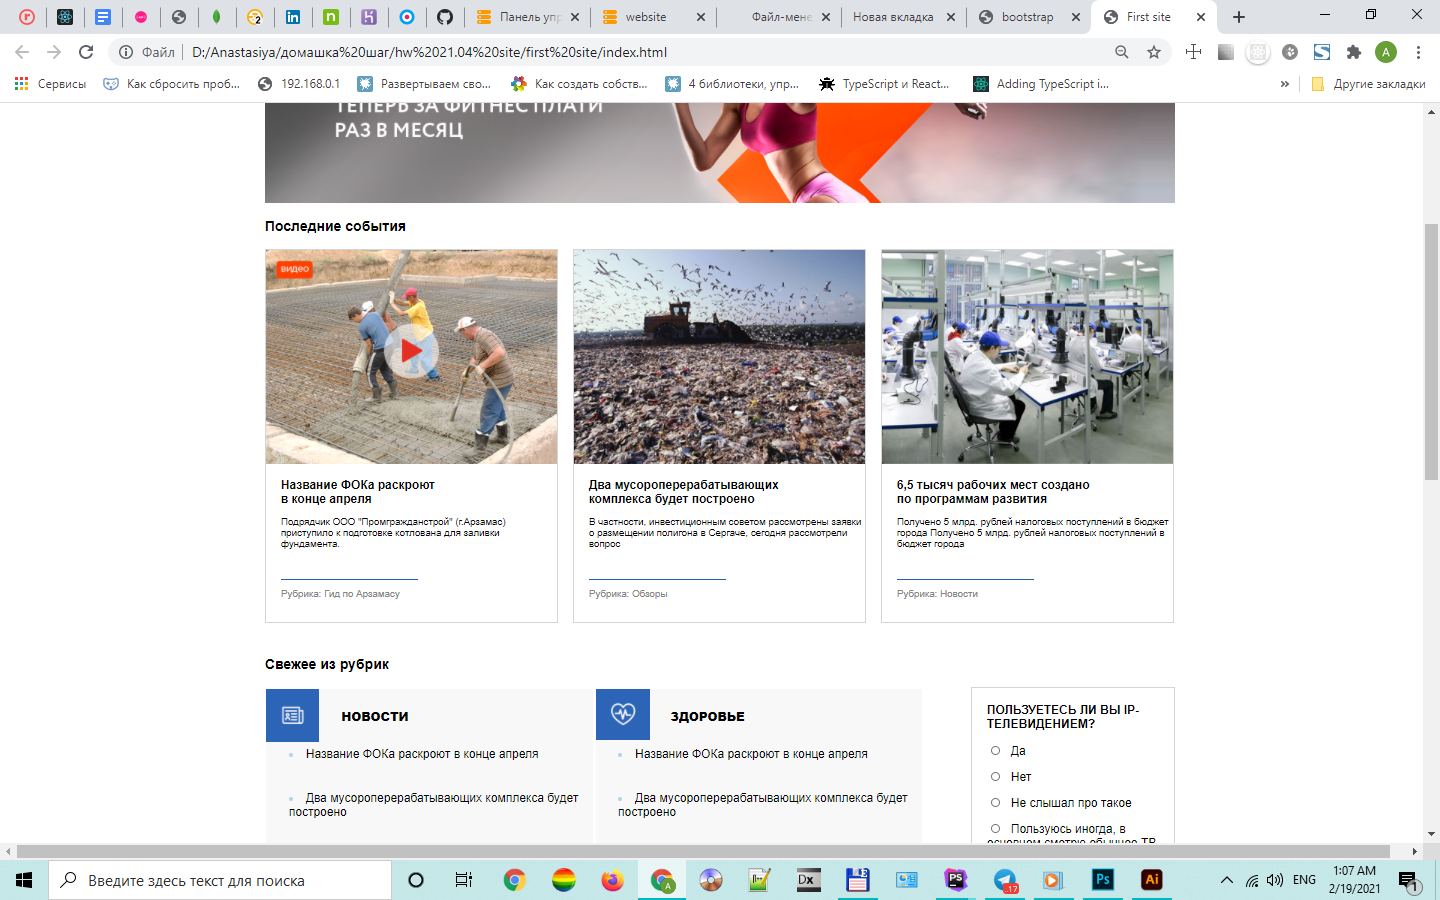 Панель упр
website
Файл-мене
Новая вкладка
bootstrap
First site
Файл
D:/Anastasiya/домашка%20шаг/hw%2021.04%20site/first%20site/index.html
Сервисы
Как сбросить проб...
192.168.0.1
Развертываем сво...
Как создать собств...
4 библиотеки, упр...
TypeScript и React...
Adding TypeScript i...
»
Другие закладки
ТЕПЕРЬ ЗА ФИТНЕС ПЛАТИ
РАЗ В МЕСЯЦ
Последние события
видео
Название ФОКа раскроют
в конце апреля
Подрядчик ООО "Промгражданстрой" (г.Арзамас)
приступило к подготовке котлована для заливки
фундамента.
Рубрика: Гид по Арзамасу
Два мусороперерабатывающих
комплекса будет построено
В частности, инвестиционным советом рассмотрены заявки
о размещении полигона в Сергаче, сегодня рассмотрели
вопрос
Рубрика: Обзоры
6,5 тысяч рабочих мест создано
по программам развития
Получено 5 млрд. рублей налоговых поступлений в бюджет
города Получено 5 млрд. рублей налоговых поступлений в
бюджет города
Рубрика: Новости
Свежее из рубрик
НОВОСТИ
Название ФОКа раскроют в конце апреля
Два мусороперерабатывающих комплекса будет
построено
ЗДОРОВЬЕ
Название ФОКа раскроют в конце апреля
Два мусороперерабатывающих комплекса будет
построено
ПОЛЬЗУЕТЕСЬ ЛИ ВЫ IP-
ТЕЛЕВИДЕНИЕМ?
Да
Нет
Не слышал про такое
Пользуюсь иногда, в
основном смотрю обычное ТВ
Введите здесь текст для поиска
ENG
1:07 AM
2/19/2021